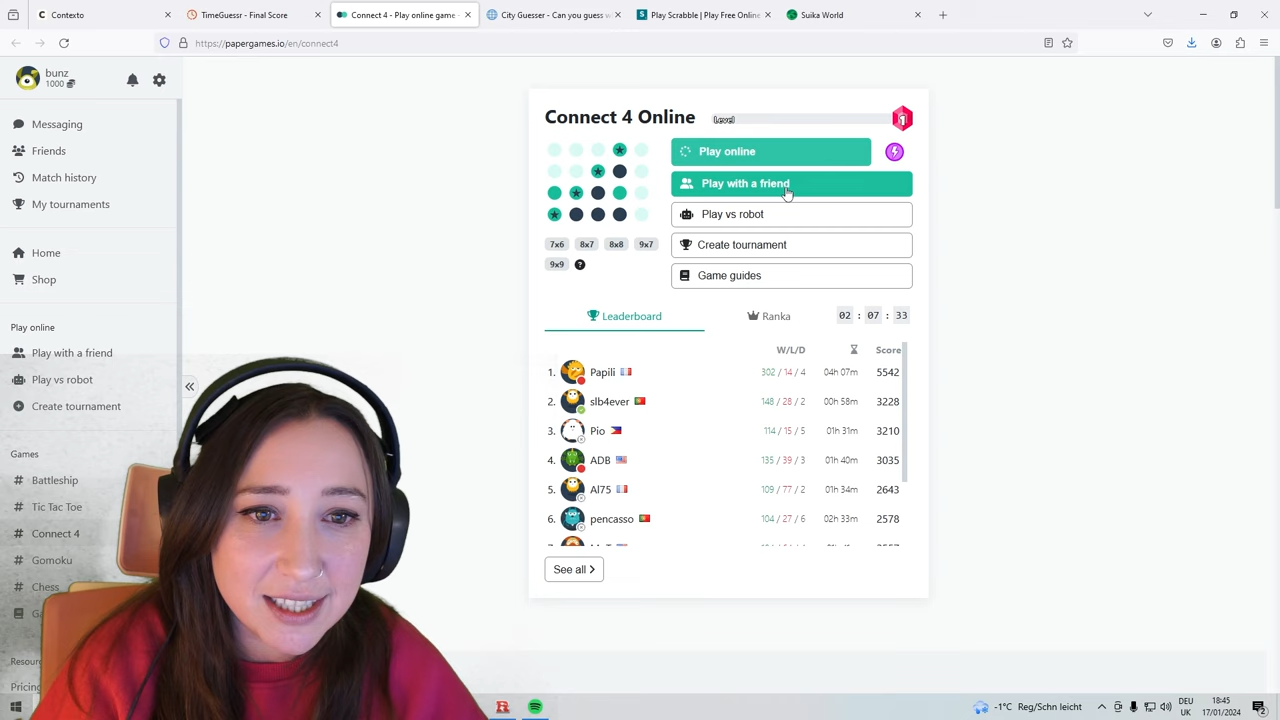 Contexto
TimeGuessr - Final Score
Connect 4 - Play online game -
City Guesser - Can you guess w
Play Scrabble | Play Free Online
Suika World
https://papergames.io/en/connect4
bunz
1000
Messaging
Friends
Match history
My tournaments
Home
Shop
Play online
Play with a friend
Play vs robot
Create tournament
Games
# Battleship
# Tic Tac Toe
# Connect 4
# Gomoku
# Chess
Resour
Pricing
Connect 4 Online
Level
1
Play online
Play with a friend
Play vs robot
Create tournament
Game guides
7x6 8x7 8x8 9x7
9x9
Leaderboard
Ranka
02 : 07 : 33
W/L/D Score
1. Papili 302 / 14 / 4 04h 07m 5542
2. slb4ever 148 / 28 / 2 00h 58m 3228
3. Pio 114 / 15 / 5 01h 31m 3210
4. ADB 135 / 39 / 3 01h 40m 3035
5. Al75 109 / 77 / 2 01h 34m 2643
6. pencasso 104 / 27 / 6 02h 33m 2578
See all
-1°C Reg/Schn leicht
DEU
UK
18:45
17/01/2024
2